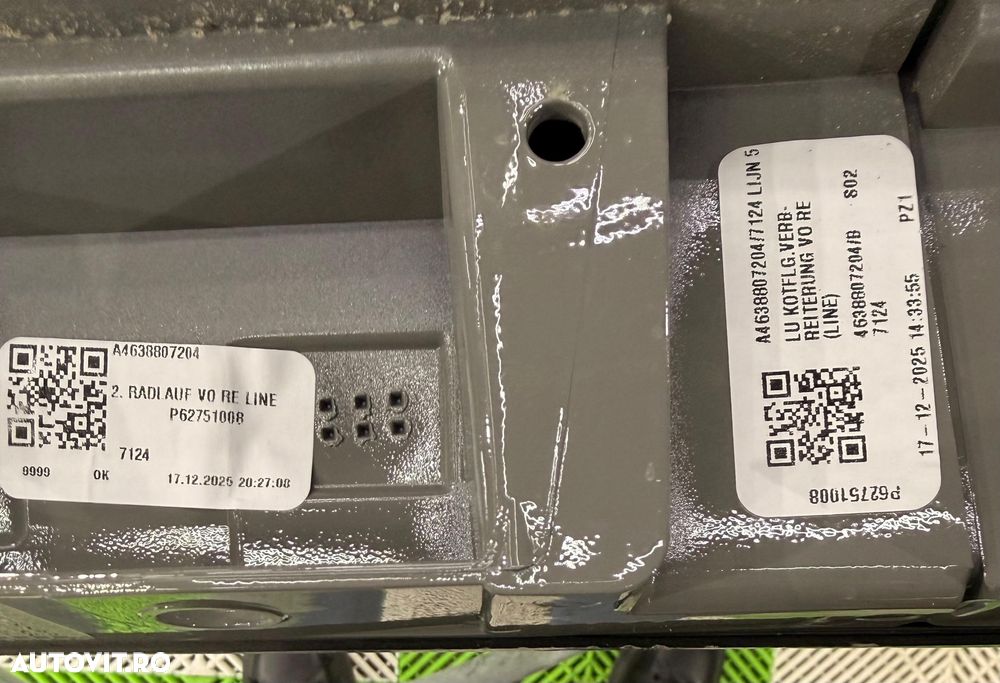 A4638807204
2. RADLAUF VO RE LINE
P62751008
7124
9999
OK
17.12.2025 20:27:08
A4638807204/7124 LIJN 5
LU KOTFLG.VERB-
REITERUNG VO RE
(LINE)
4638807204/B S02
7124
PZ1
17-12-2025 14:33:55
P62751008
AUTOVIT.RO